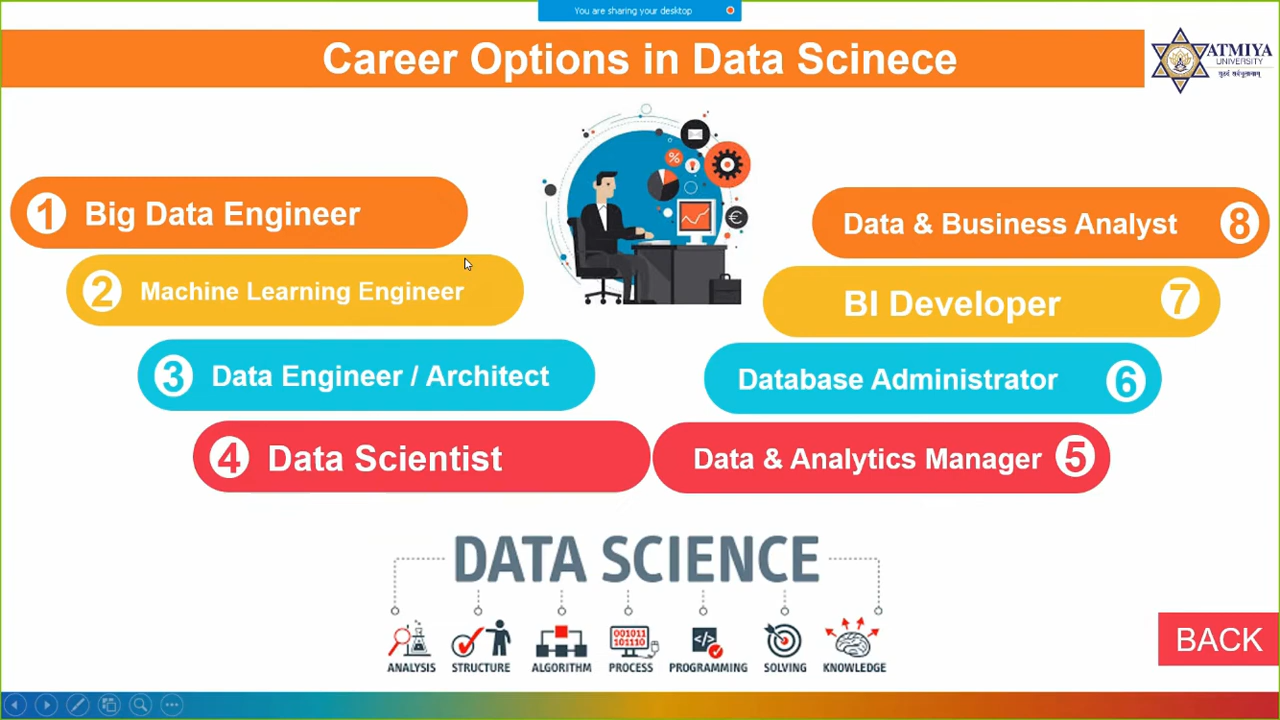 You are sharing your desktop
Career Options in Data Scinece
ATMIYA
UNIVERSITY
1 Big Data Engineer
2 Machine Learning Engineer
3 Data Engineer / Architect
4 Data Scientist
Data & Business Analyst 8
BI Developer 7
Database Administrator 6
Data & Analytics Manager 5
%
€
DATA SCIENCE
001011
101110
</>
ANALYSIS STRUCTURE ALGORITHM PROCESS PROGRAMMING SOLVING KNOWLEDGE
BACK